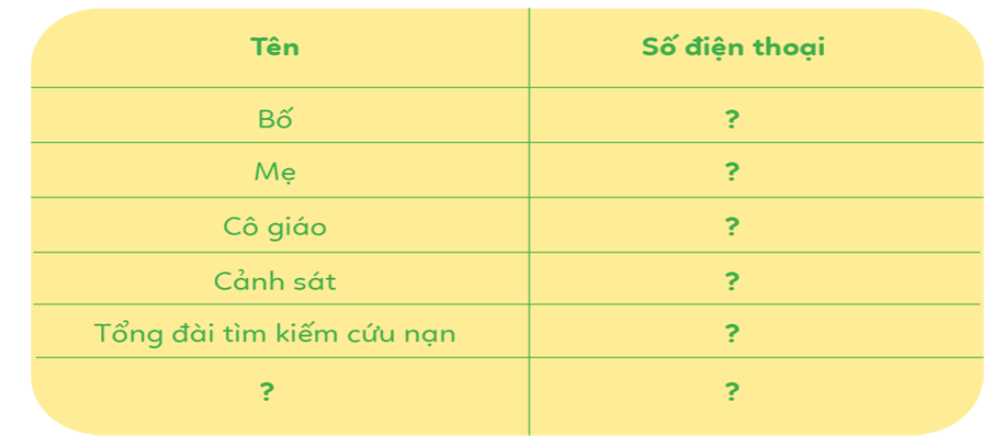 Tên Số điện thoại
Bố ?
Mẹ ?
Cô giáo ?
Cảnh sát ?
Tổng đài tìm kiếm cứu nạn ?
? ?